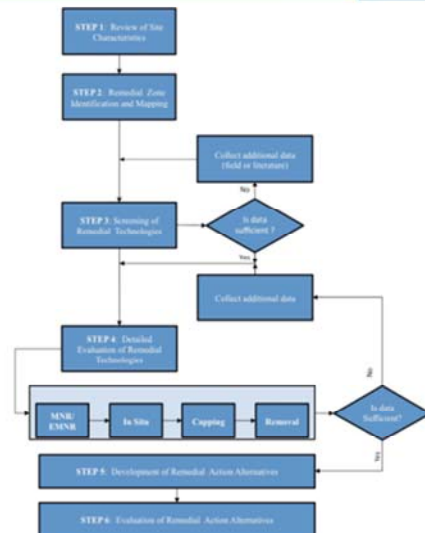 STEP 1: Review of Site
Characteristics
STEP 2: Remedial Zone
Identification and Mapping
Collect additional data
(field or literature)
No
STEP 3: Screening of
Remedial Technologies
Is data
sufficient ?
Yes
Collect additional data
STEP 4: Detailed
Evaluation of Remedial
Technologies
No
MNR/
EMNR
In Situ
Capping
Removal
Is data
Sufficient?
Yes
STEP 5: Development of Remedial Action Alternatives
STEP 6: Evaluation of Remedial Action Alternatives